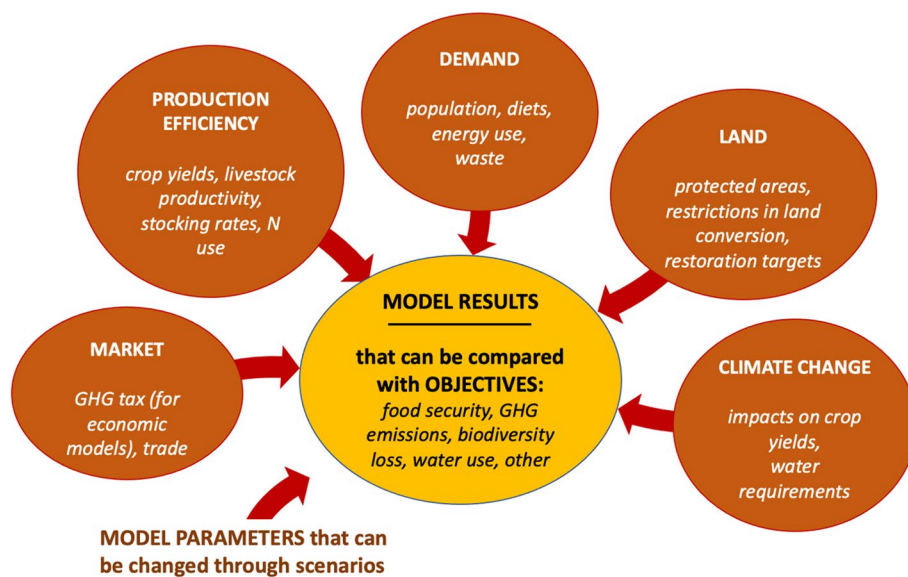 DEMAND
population, diets,
energy use,
waste
PRODUCTION
EFFICIENCY
crop yields, livestock
productivity,
stocking rates, N
use
LAND
protected areas,
restrictions in land
conversion,
restoration targets
MODEL RESULTS
that can be compared
with OBJECTIVES:
food security, GHG
emissions, biodiversity
loss, water use, other
MARKET
GHG tax (for
economic
models), trade
CLIMATE CHANGE
impacts on crop
yields,
water
requirements
MODEL PARAMETERS that can
be changed through scenarios